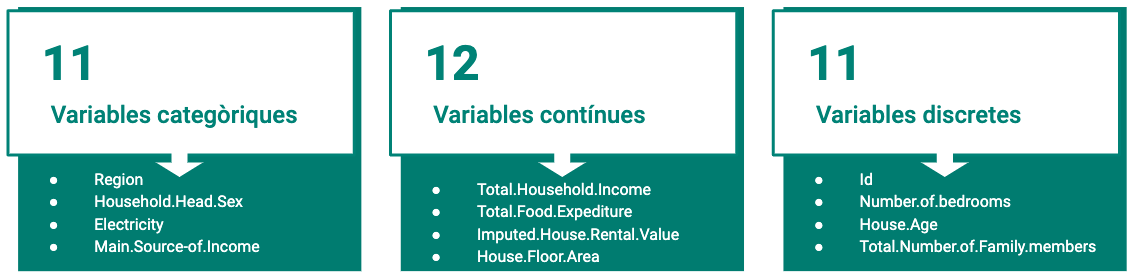 11
Variables categòriques
Region
Household.Head.Sex
Electricity
Main.Source-of.Income
12
Variables contínues
Total.Household.Income
Total.Food.Expediture
Imputed.House.Rental.Value
House.Floor.Area
11
Variables discretes
Id
Number.of.bedrooms
House.Age
Total.Number.of.Family.members